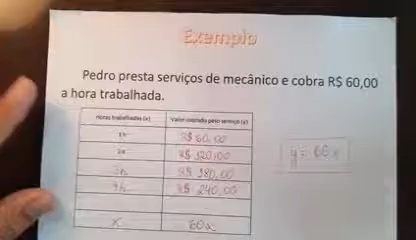 Exemplo
Pedro presta serviços de mecânico e cobra R$ 60,00
a hora trabalhada.
Horas trabalhadas (x) Valor cobrado pelo serviço (y)
1h R$ 60,00
2h R$ 120,00
3h R$ 180,00
4h R$ 240,00
x 60x
y = 60x